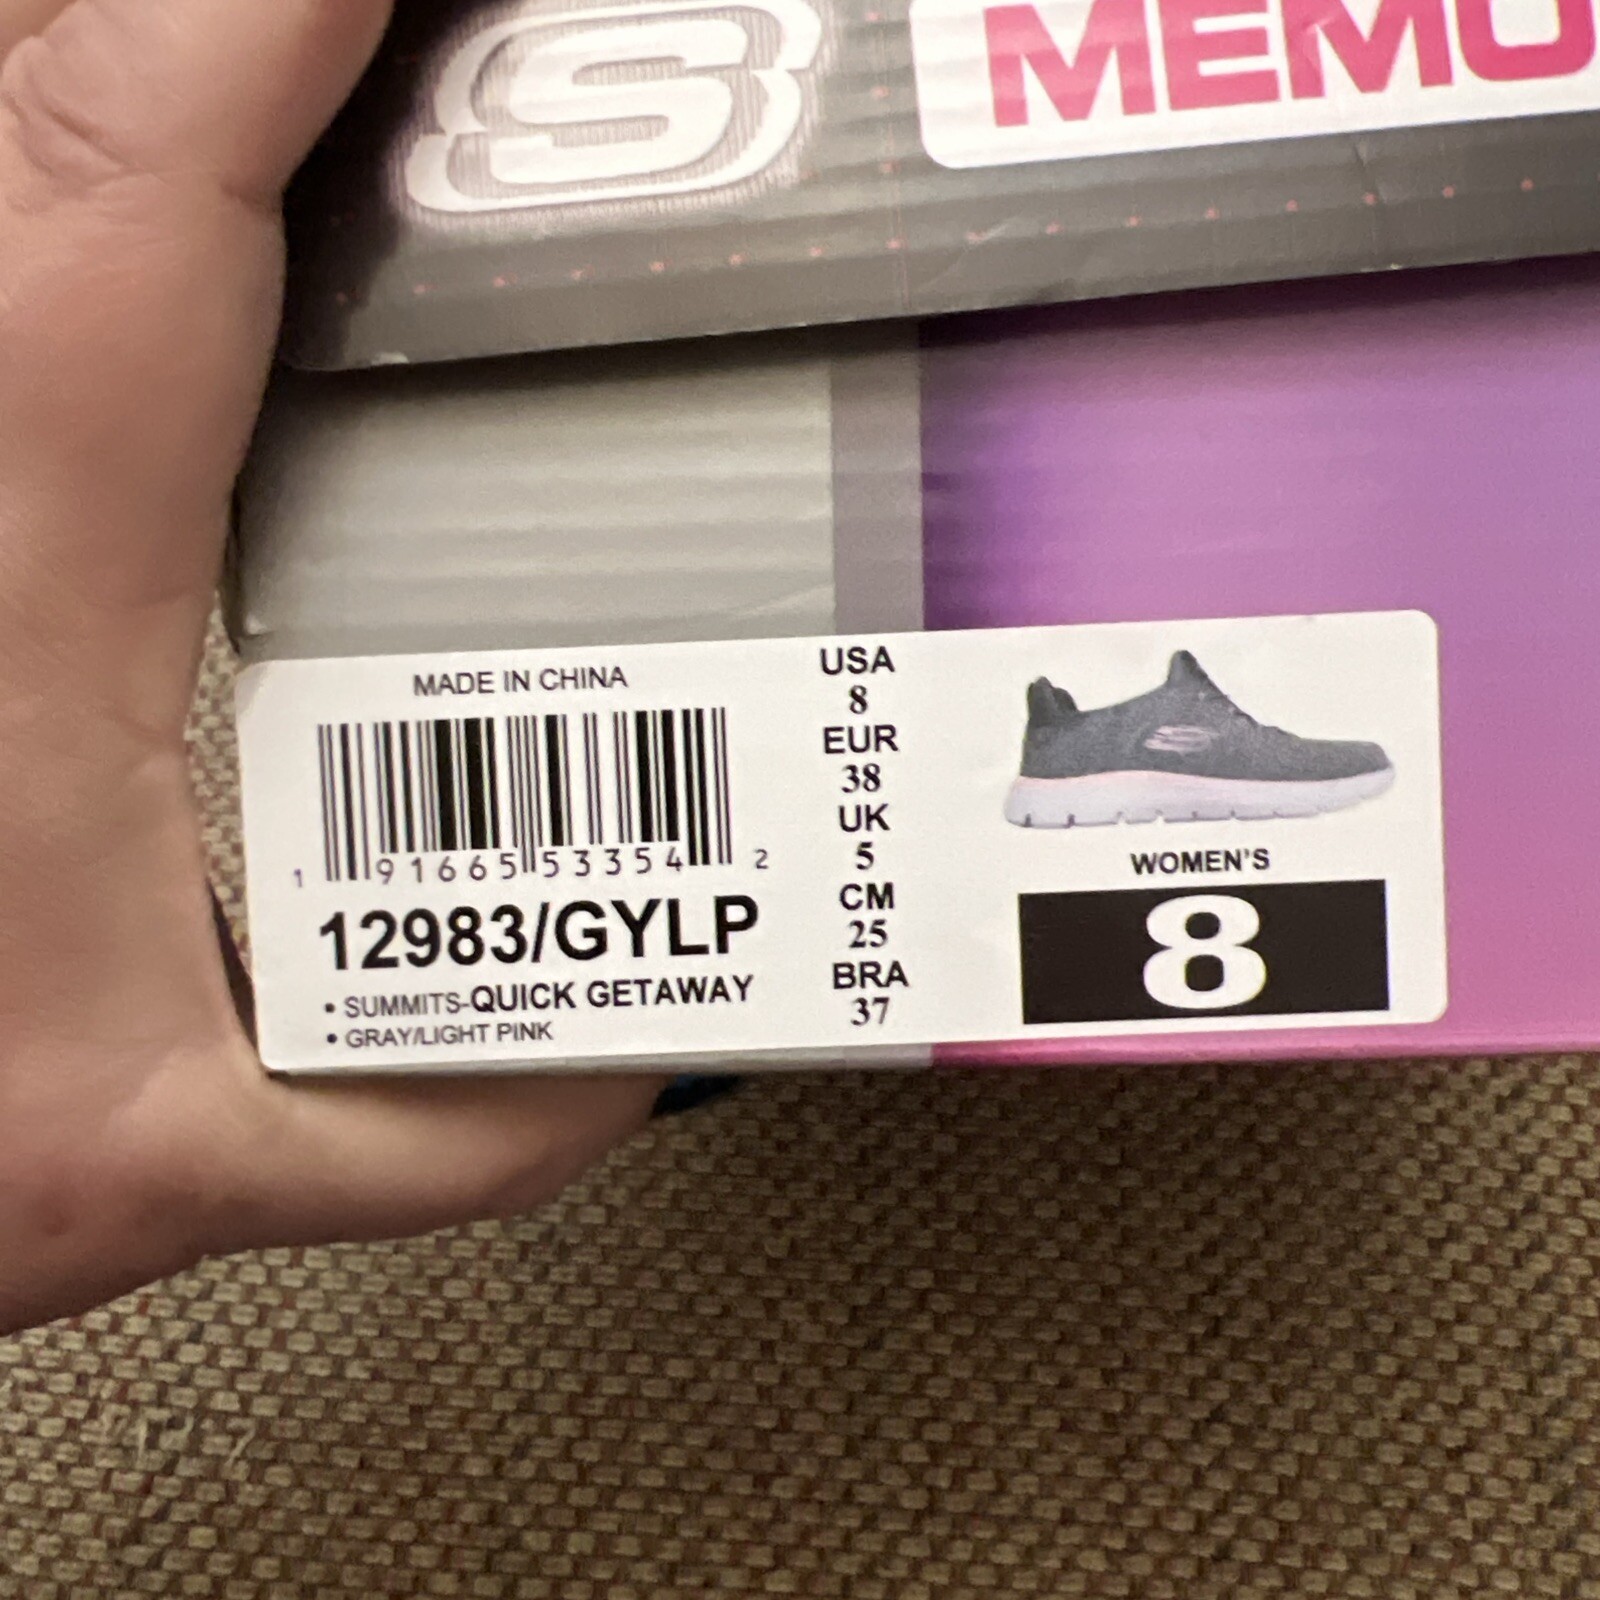 S
MEMO
MADE IN CHINA
1 91665 53354 2
12983/GYLP
• SUMMITS-QUICK GETAWAY
• GRAY/LIGHT PINK
USA
8
EUR
38
UK
5
CM
25
BRA
37
SKECHERS
WOMEN'S
8